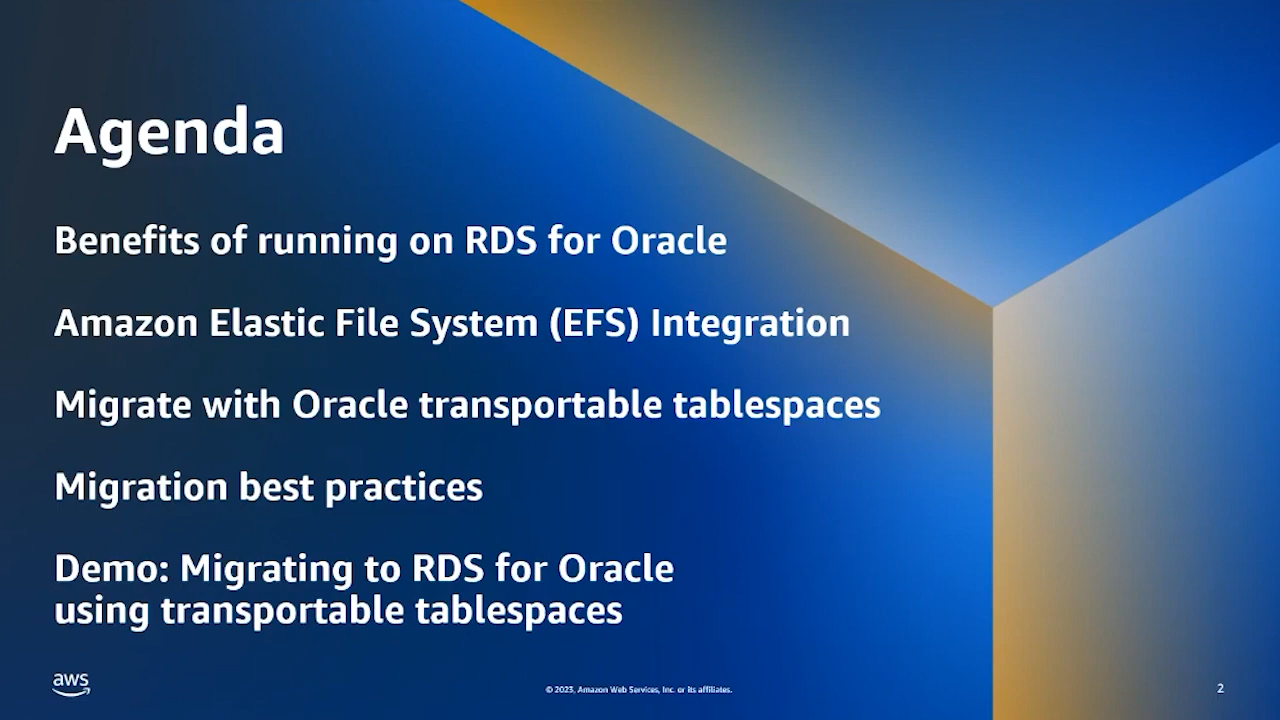 Agenda
Benefits of running on RDS for Oracle
Amazon Elastic File System (EFS) Integration
Migrate with Oracle transportable tablespaces
Migration best practices
Demo: Migrating to RDS for Oracle
using transportable tablespaces
aws
© 2023, Amazon Web Services, Inc. or its affiliates.
2